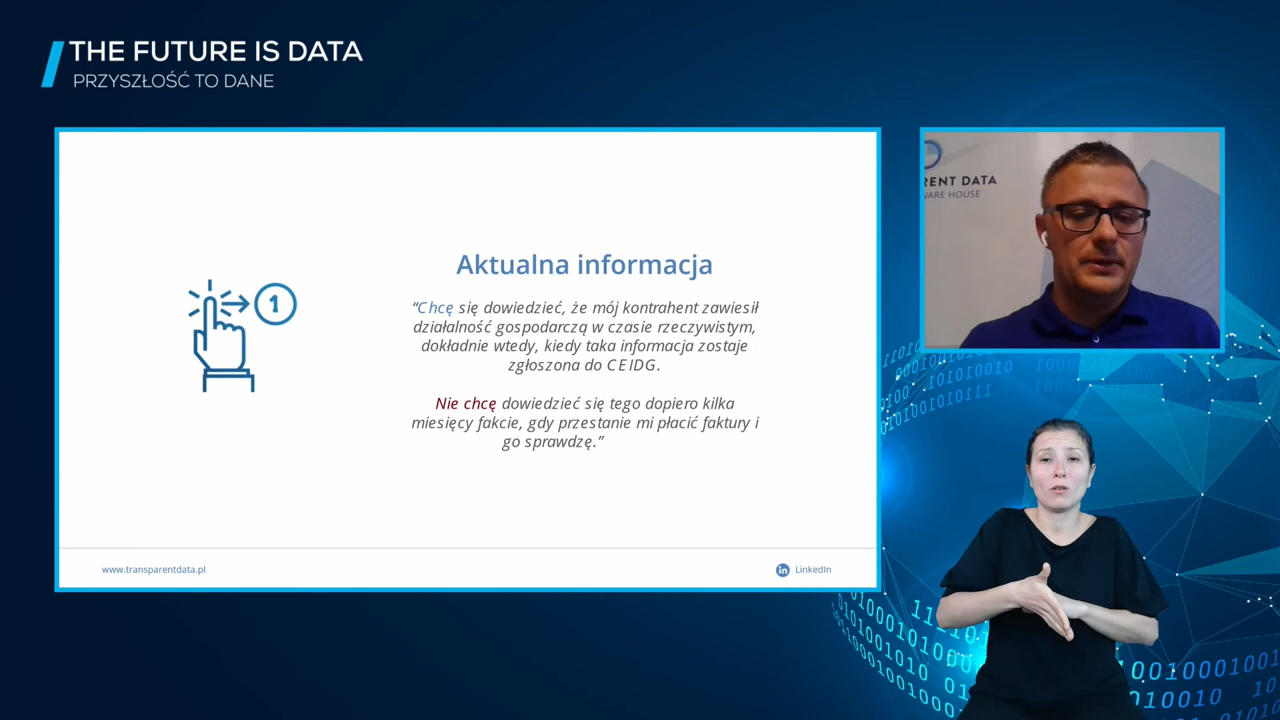 THE FUTURE IS DATA
PRZYSZŁOŚĆ TO DANE
RENT DATA
WARE HOUSE
1
Aktualna informacja
“Chcę się dowiedzieć, że mój kontrahent zawiesił
działalność gospodarczą w czasie rzeczywistym,
dokładnie wtedy, kiedy taka informacja zostaje
zgłoszona do CEIDG.
Nie chcę dowiedzieć się tego dopiero kilka
miesięcy fakcie, gdy przestanie mi płacić faktury i
go sprawdzę.”
www.transparentdata.pl
in LinkedIn